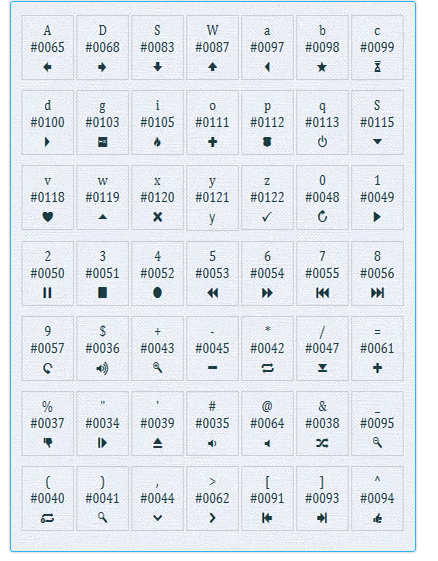 A D S W a b c
#0065 #0068 #0083 #0087 #0097 #0098 #0099
d g i o p q S
#0100 #0103 #0105 #0111 #0112 #0113 #0115
v w x y z 0 1
#0118 #0119 #0120 #0121 #0122 #0048 #0049
y
2 3 4 5 6 7 8
#0050 #0051 #0052 #0053 #0054 #0055 #0056
9 $ + - * / =
#0057 #0036 #0043 #0045 #0042 #0047 #0061
% " ' # @ & _
#0037 #0034 #0039 #0035 #0064 #0038 #0095
( ) , > [ ] ^
#0040 #0041 #0044 #0062 #0091 #0093 #0094